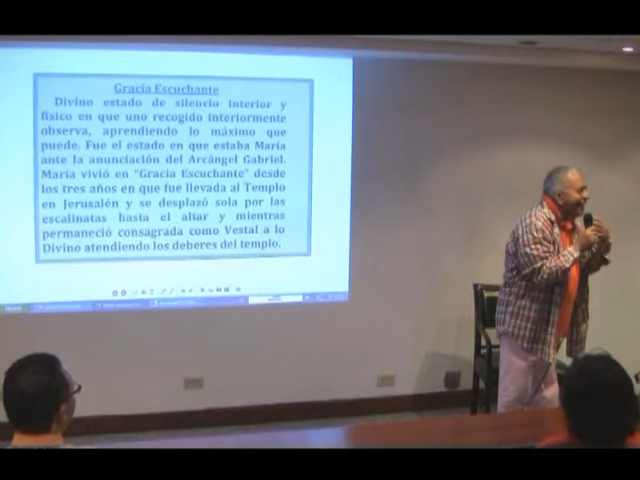 Gracia Escuchante
Divino estado de silencio interior y
físico en que uno recogido interiormente
observa, aprendiendo lo máximo que
puede. Fue el estado en que estaba María
ante la anunciación del Arcángel Gabriel.
María vivió en "Gracia Escuchante" desde
los tres años en que fue llevada al Templo
en Jerusalén y se desplazó sola por las
escalinatas hasta el altar y mientras
permaneció consagrada como Vestal a lo
Divino atendiendo los deberes del templo.